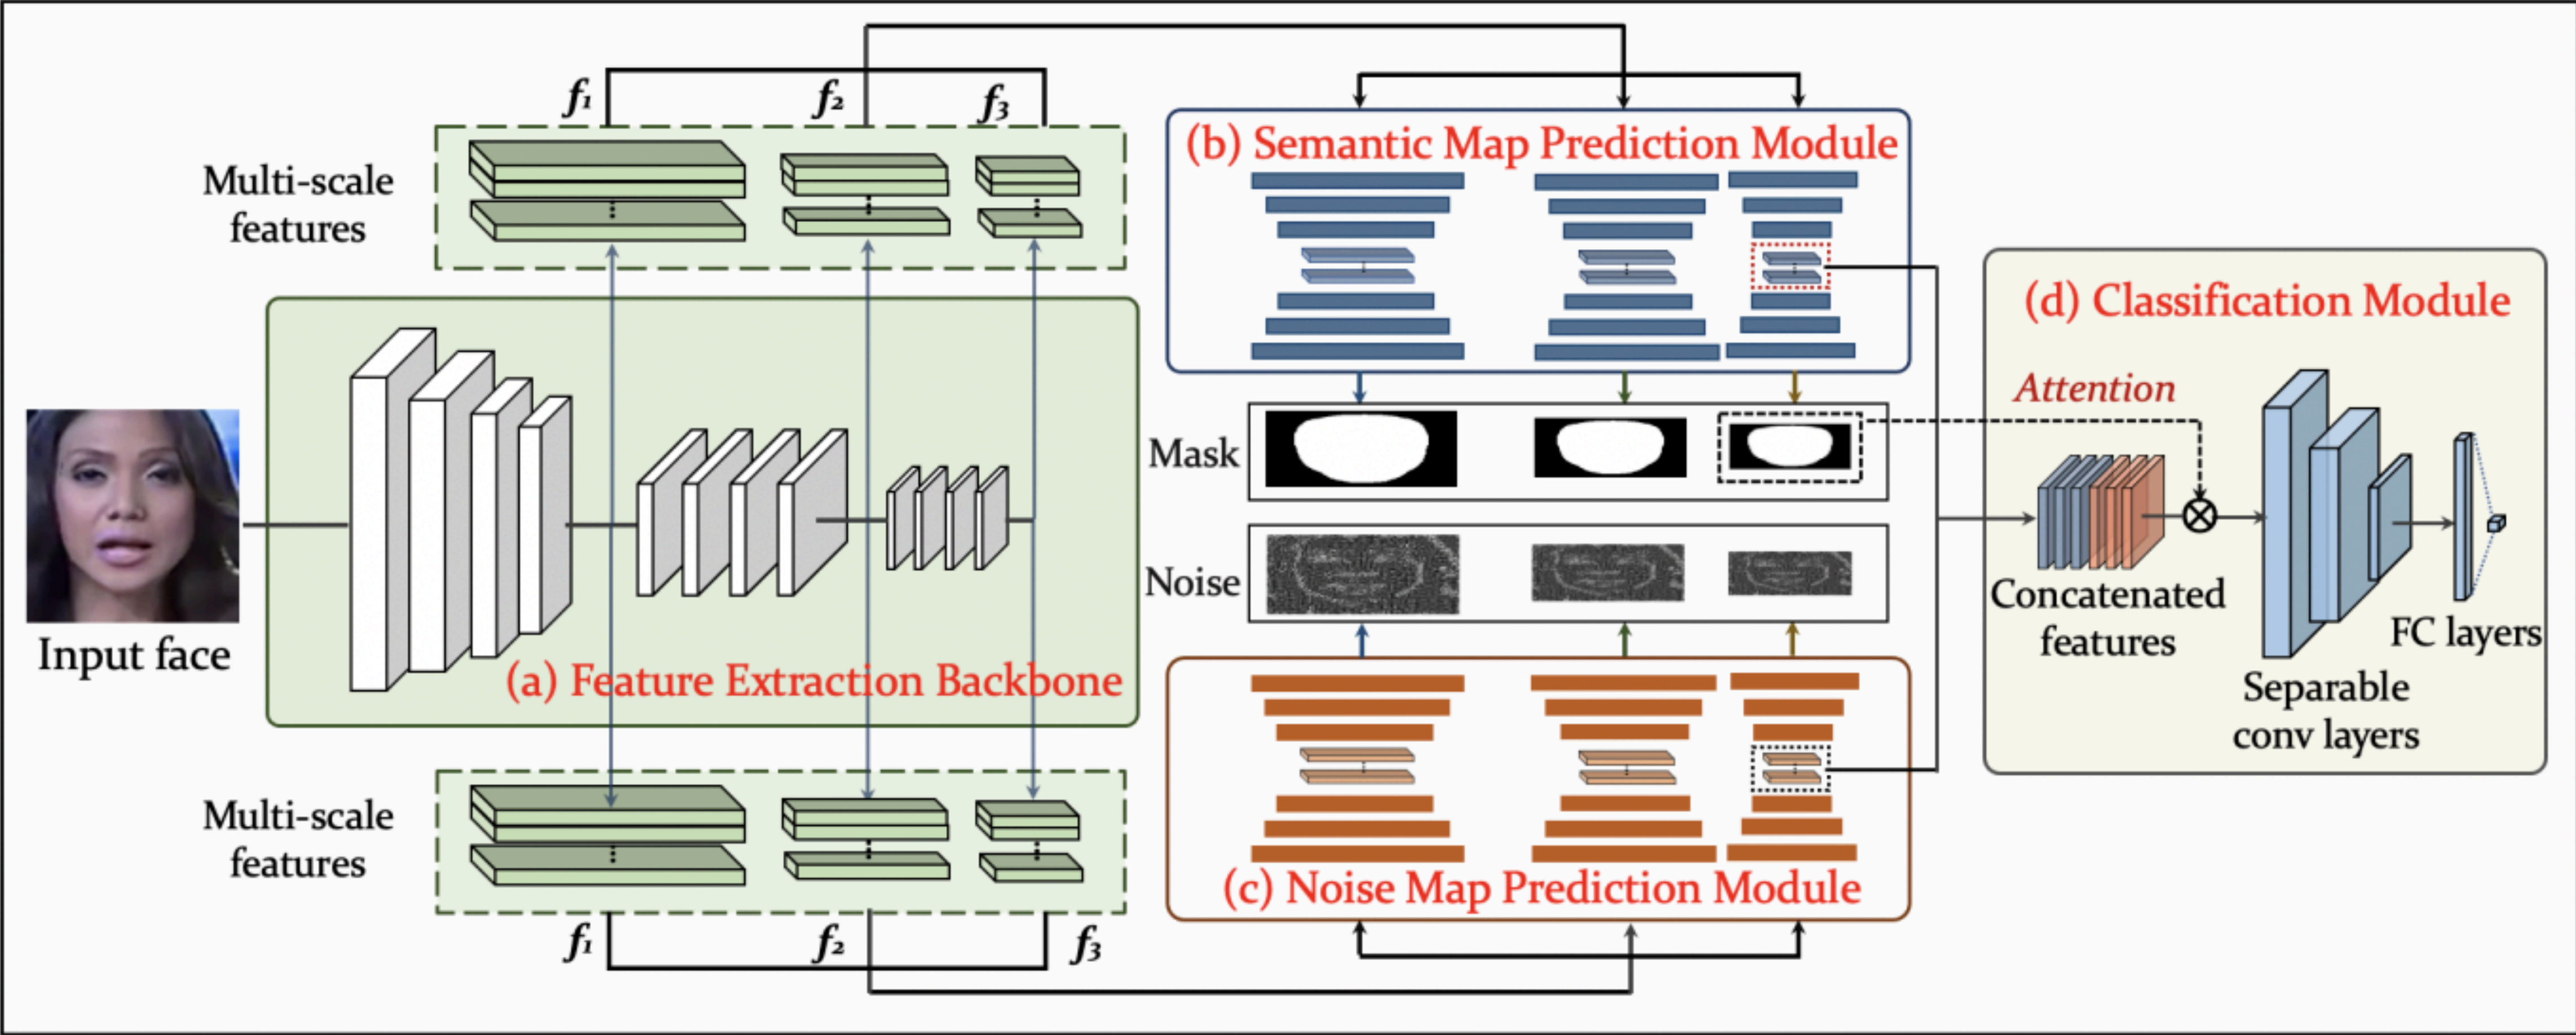 f1
f2
f3
Multi-scale
features
(b) Semantic Map Prediction Module
(d) Classification Module
Attention
Mask
Noise
Input face
(a) Feature Extraction Backbone
Concatenated
features
FC layers
Separable
conv layers
Multi-scale
features
(c) Noise Map Prediction Module
f1
f2
f3